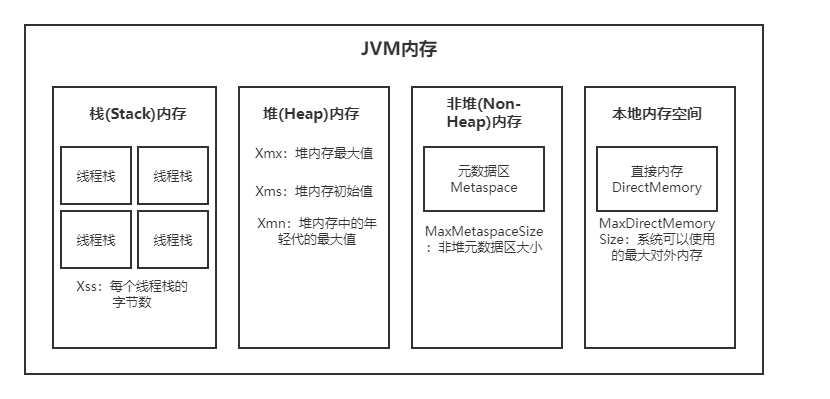 JVM内存
栈(Stack)内存
线程栈
线程栈
线程栈
线程栈
Xss：每个线程栈的
字节数
堆(Heap)内存
Xmx：堆内存最大值
Xms：堆内存初始值
Xmn：堆内存中的年
轻代的最大值
非堆(Non-
Heap)内存
元数据区
Metaspace
MaxMetaspaceSize
：非堆元数据区大小
本地内存空间
直接内存
DirectMemory
MaxDirectMemory
Size：系统可以使用
的最大对外内存